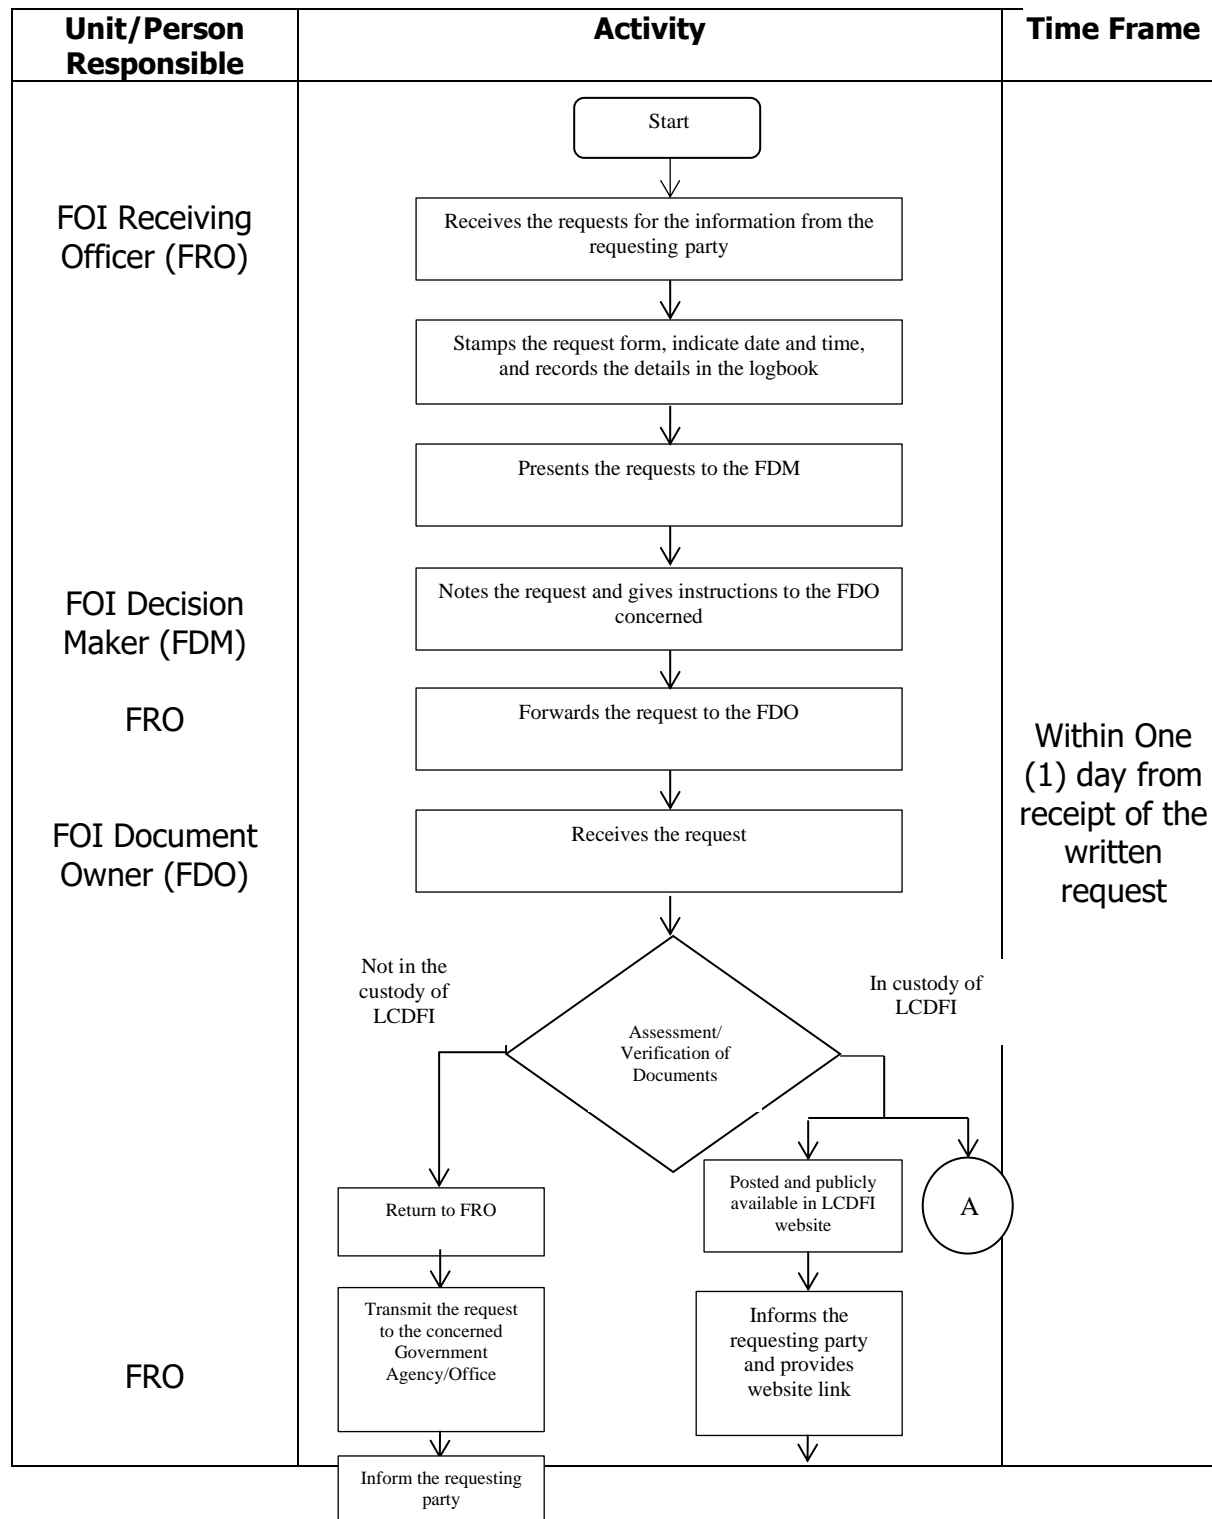 Unit/Person
Responsible
Activity
Time Frame
Start
FOI Receiving
Officer (FRO)
Receives the requests for the information from the
requesting party
Stamps the request form, indicate date and time,
and records the details in the logbook
Presents the requests to the FDM
FOI Decision
Maker (FDM)
Notes the request and gives instructions to the FDO
concerned
FRO
Forwards the request to the FDO
Within One
(1) day from
receipt of the
written
request
FOI Document
Owner (FDO)
Receives the request
Not in the
custody of
LCDFI
In custody of
LCDFI
Assessment/
Verification of
Documents
Return to FRO
Posted and publicly
available in LCDFI
website
A
FRO
Transmit the request
to the concerned
Government
Agency/Office
Informs the
requesting party
and provides
website link
Inform the requesting
party